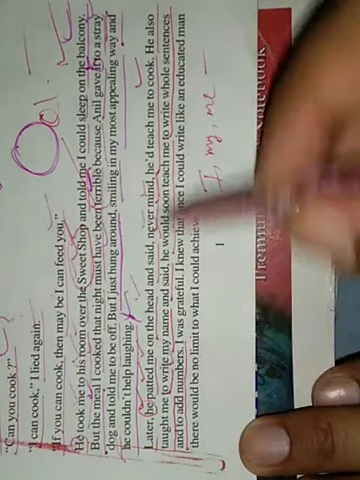 "Can you cook ?"
"I can cook," I lied again.
"If you can cook, then may be I can feed you."
He took me to his room over the Sweet Shop and told me I could sleep on the balcony.
But the meal I cooked that night must have been terrible because Anil gave it to a stray
dog and told me to be off. But I just hung around, smiling in my most appealing way and
he couldn't help laughing.
Later, he patted me on the head and said, never mind, he'd teach me to cook. He also
taught me to write my name and said, he would soon teach me to write whole sentences
and to add numbers. I was grateful. I knew that once I could write like an educated man
there would be no limit to what I could achieve
I, my, me
1